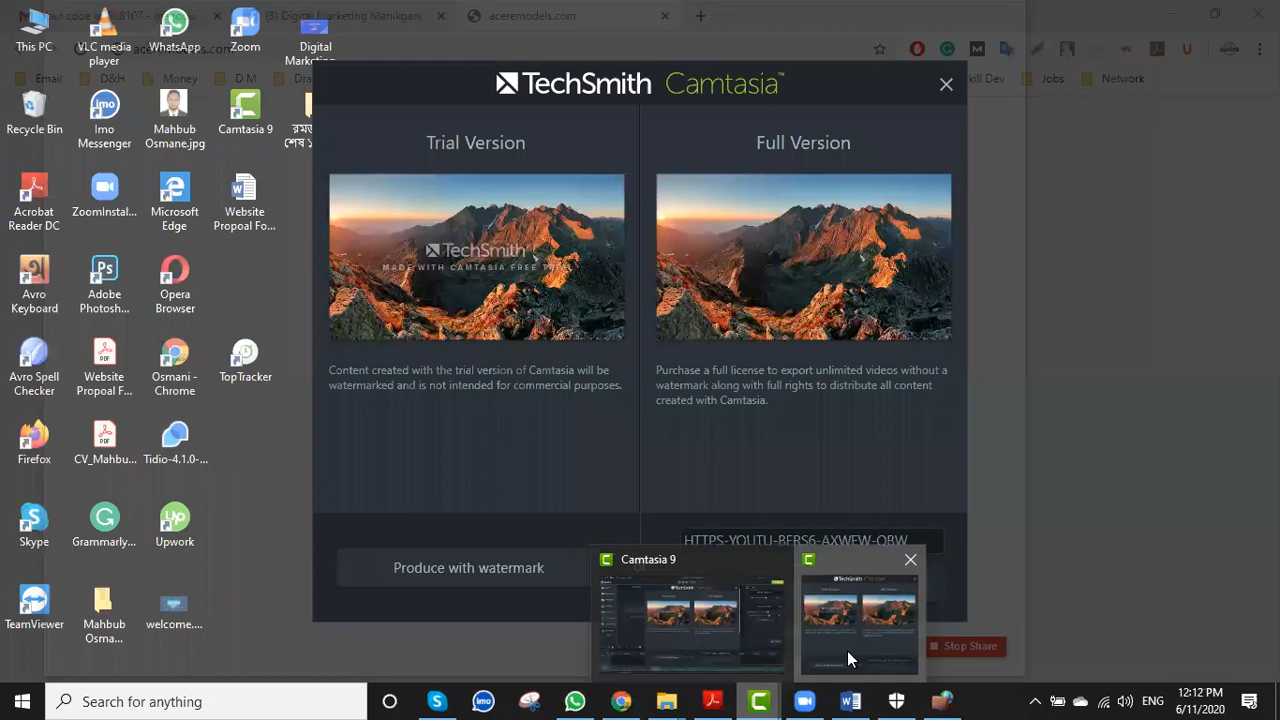 (8) Digital Marketing Manikganj
aceremodels.com
Email
D&H
Money
D M
Skill Dev
Jobs
Network
This PC
VLC media
player
WhatsApp
Zoom
Digital
Marketing...
Recycle Bin
Imo
Messenger
Mahbub
Osmane.jpg
Camtasia 9
Acrobat
Reader DC
ZoomInstal...
Microsoft
Edge
Website
Propoal Fo...
Avro
Keyboard
Adobe
Photosh...
Opera
Browser
Avro Spell
Checker
Website
Propoal F...
Osmani -
Chrome
TopTracker
Firefox
CV_Mahbu...
Tidio-4.1.0-...
Skype
Grammarly...
Upwork
TeamViewer
Mahbub
Osma...
welcome....
TechSmith Camtasia™
Trial Version
Full Version
TechSmith
MADE WITH CAMTASIA FREE TRIAL
Content created with the trial version of Camtasia will be
watermarked and is not intended for commercial purposes.
Purchase a full license to export unlimited videos without a
watermark along with full rights to distribute all content
created with Camtasia.
HTTPS-YOUTU-BERS6-AXWFW-QBW
Produce with watermark
Camtasia 9
Stop Share
Search for anything
ENG
12:12 PM
6/11/2020